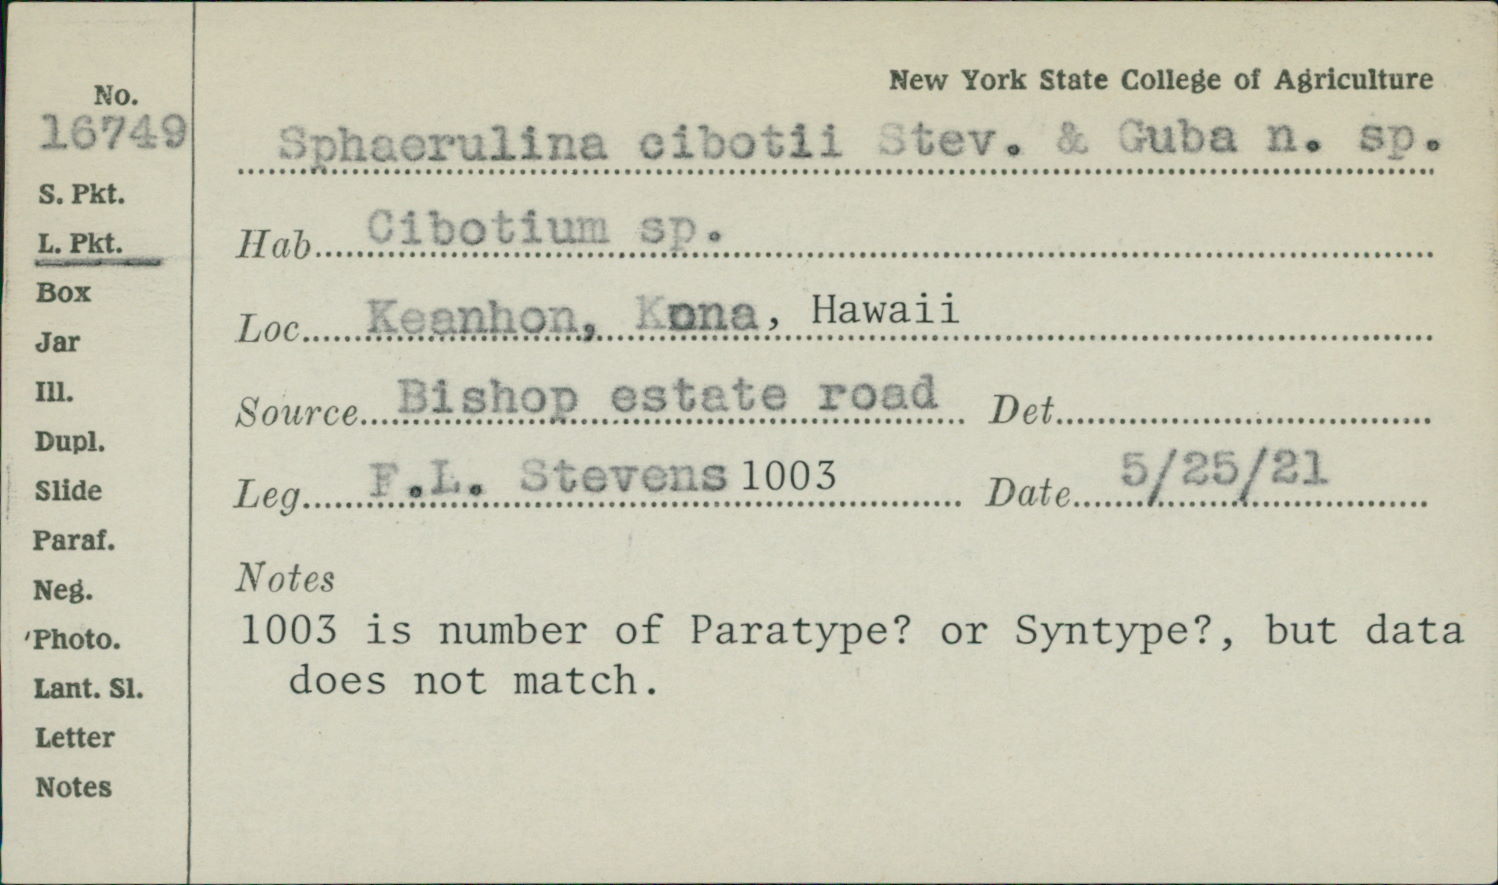 New York State College of Agriculture
No.
16749
Sphaerulina cibotii Stev. & Guba n. sp.
S. Pkt.
L. Pkt.
Box
Jar
Ill.
Dupl.
Slide
Paraf.
Neg.
Photo.
Lant. Sl.
Letter
Notes
Hab. Cibotium sp.
Loc. Keanhon, Kona, Hawaii
Source Bishop estate road Det.
Leg. F.L. Stevens 1003 Date 5/25/21
Notes
1003 is number of Paratype? or Syntype?, but data
does not match.